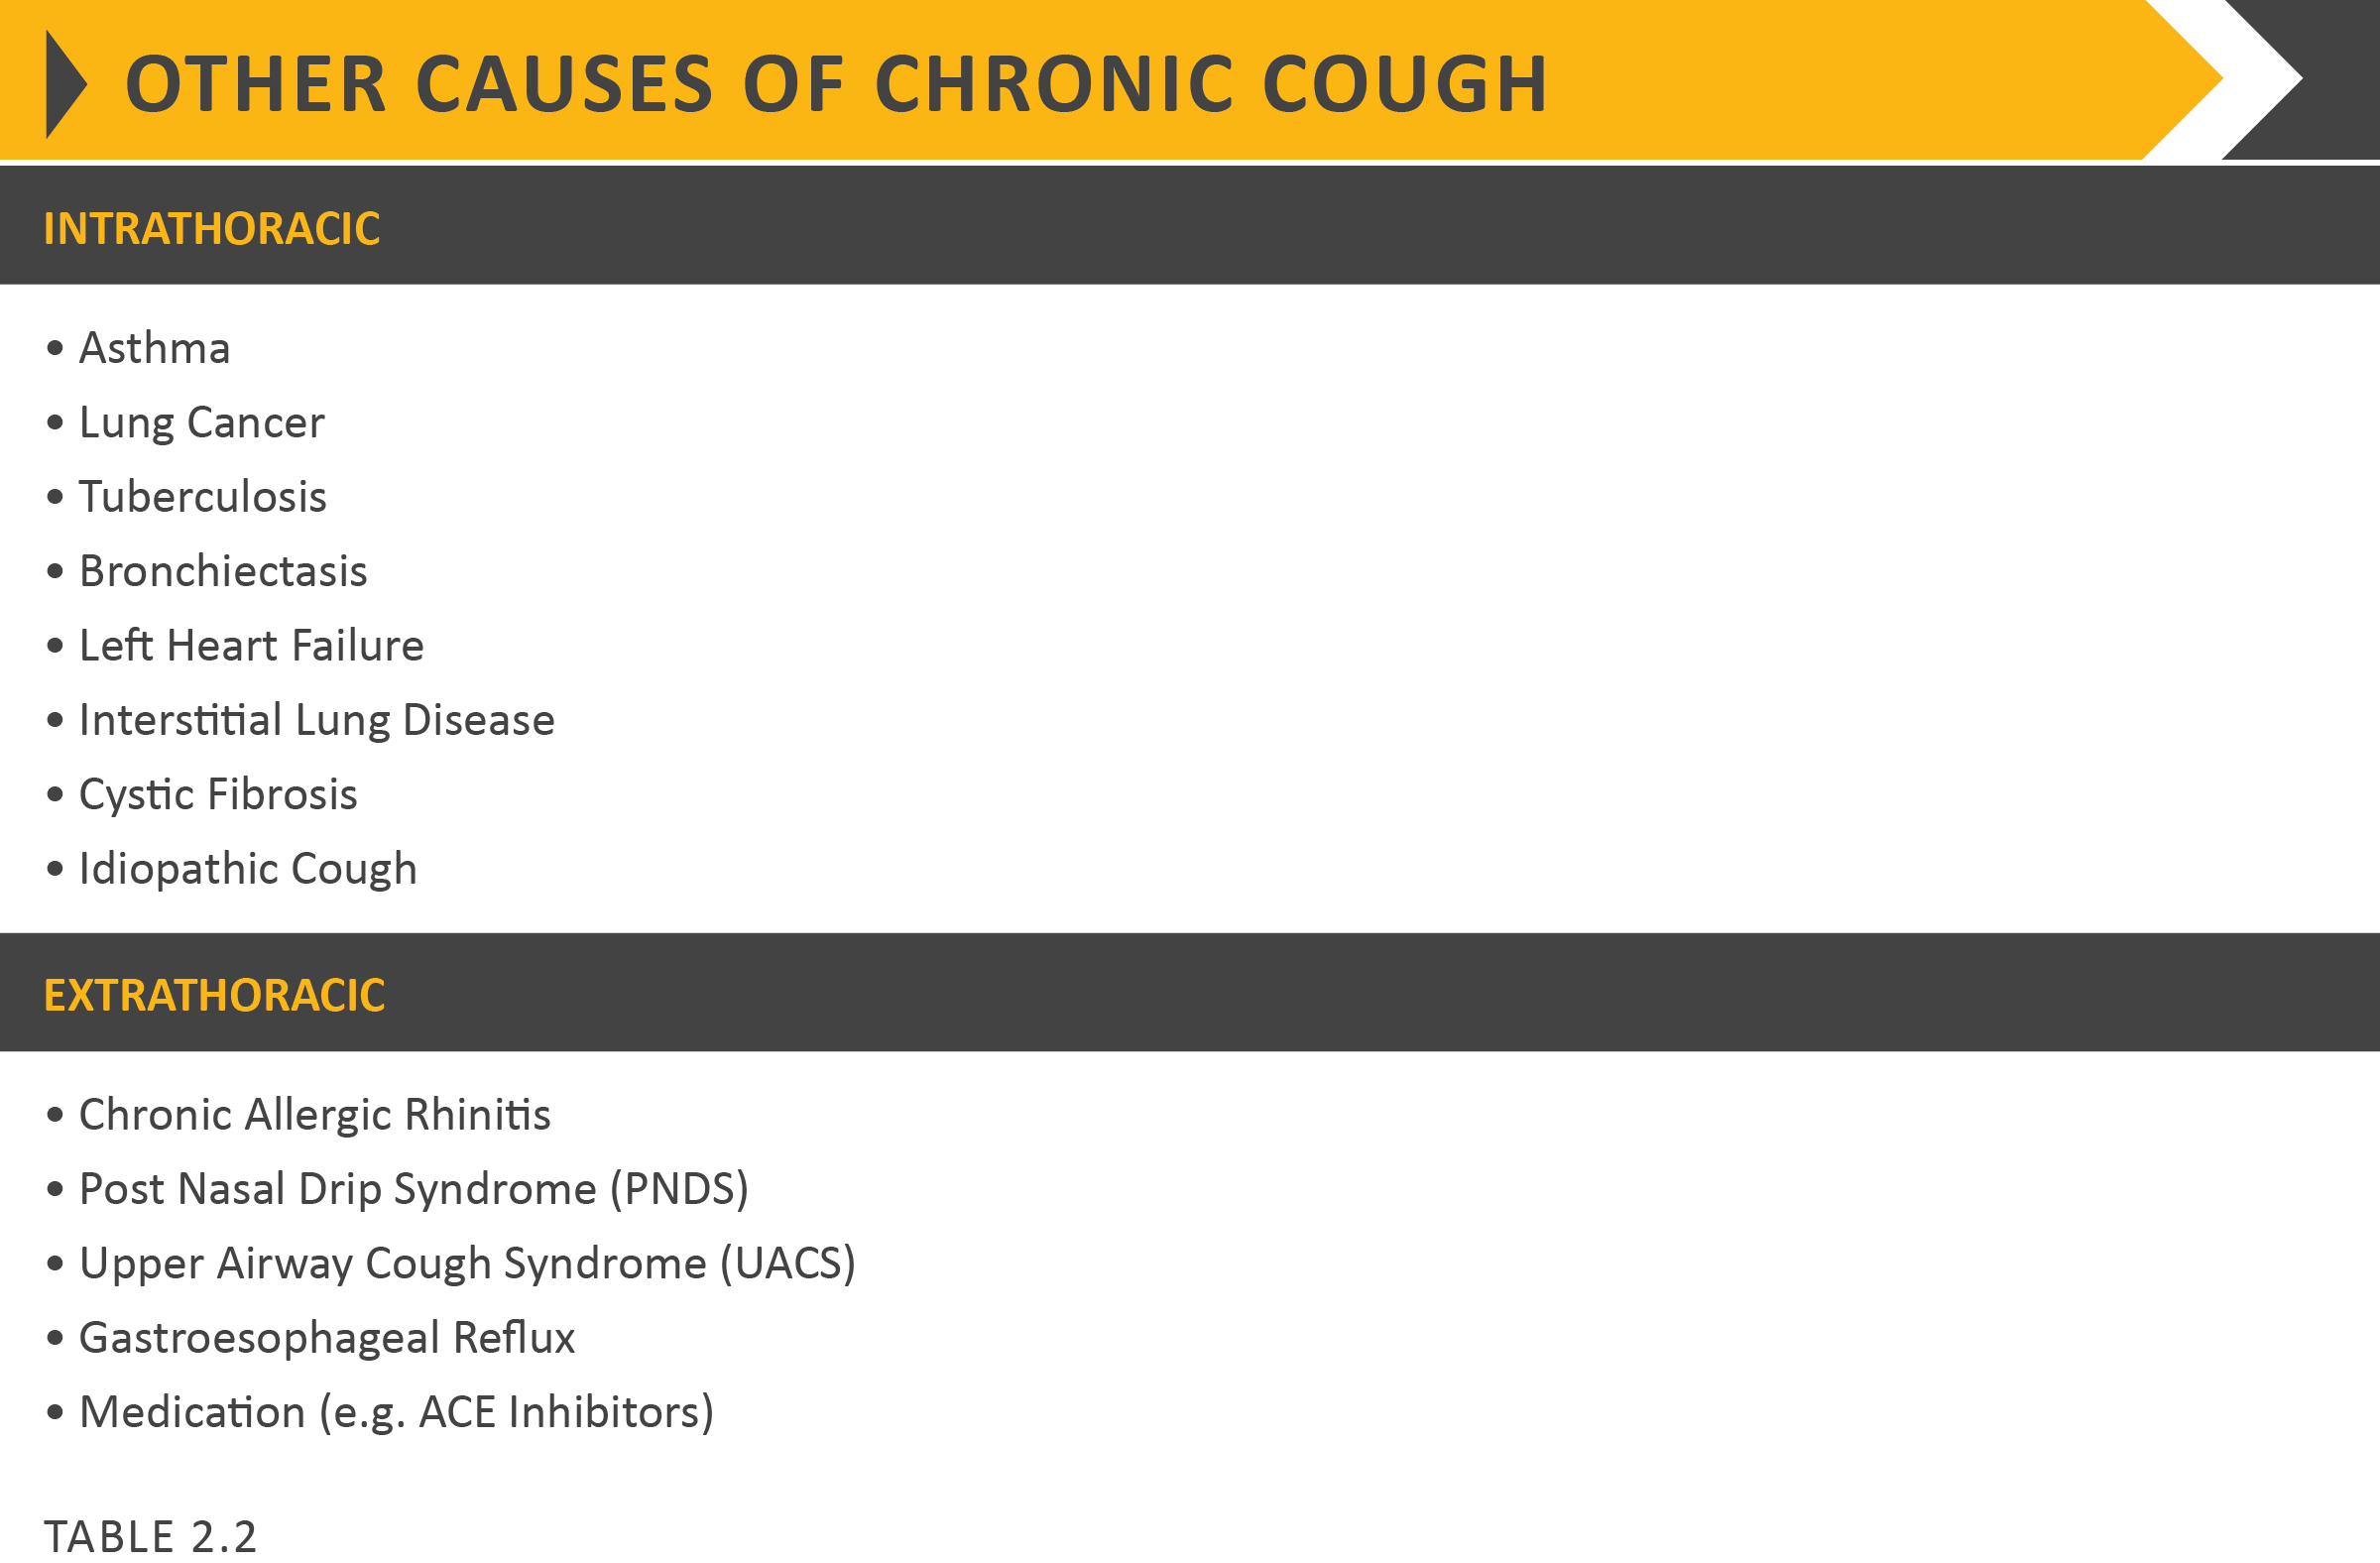 OTHER CAUSES OF CHRONIC COUGH
INTRATHORACIC
• Asthma
• Lung Cancer
• Tuberculosis
• Bronchiectasis
• Left Heart Failure
• Interstitial Lung Disease
• Cystic Fibrosis
• Idiopathic Cough
EXTRATHORACIC
• Chronic Allergic Rhinitis
• Post Nasal Drip Syndrome (PNDS)
• Upper Airway Cough Syndrome (UACS)
• Gastroesophageal Reflux
• Medication (e.g. ACE Inhibitors)
TABLE 2.2